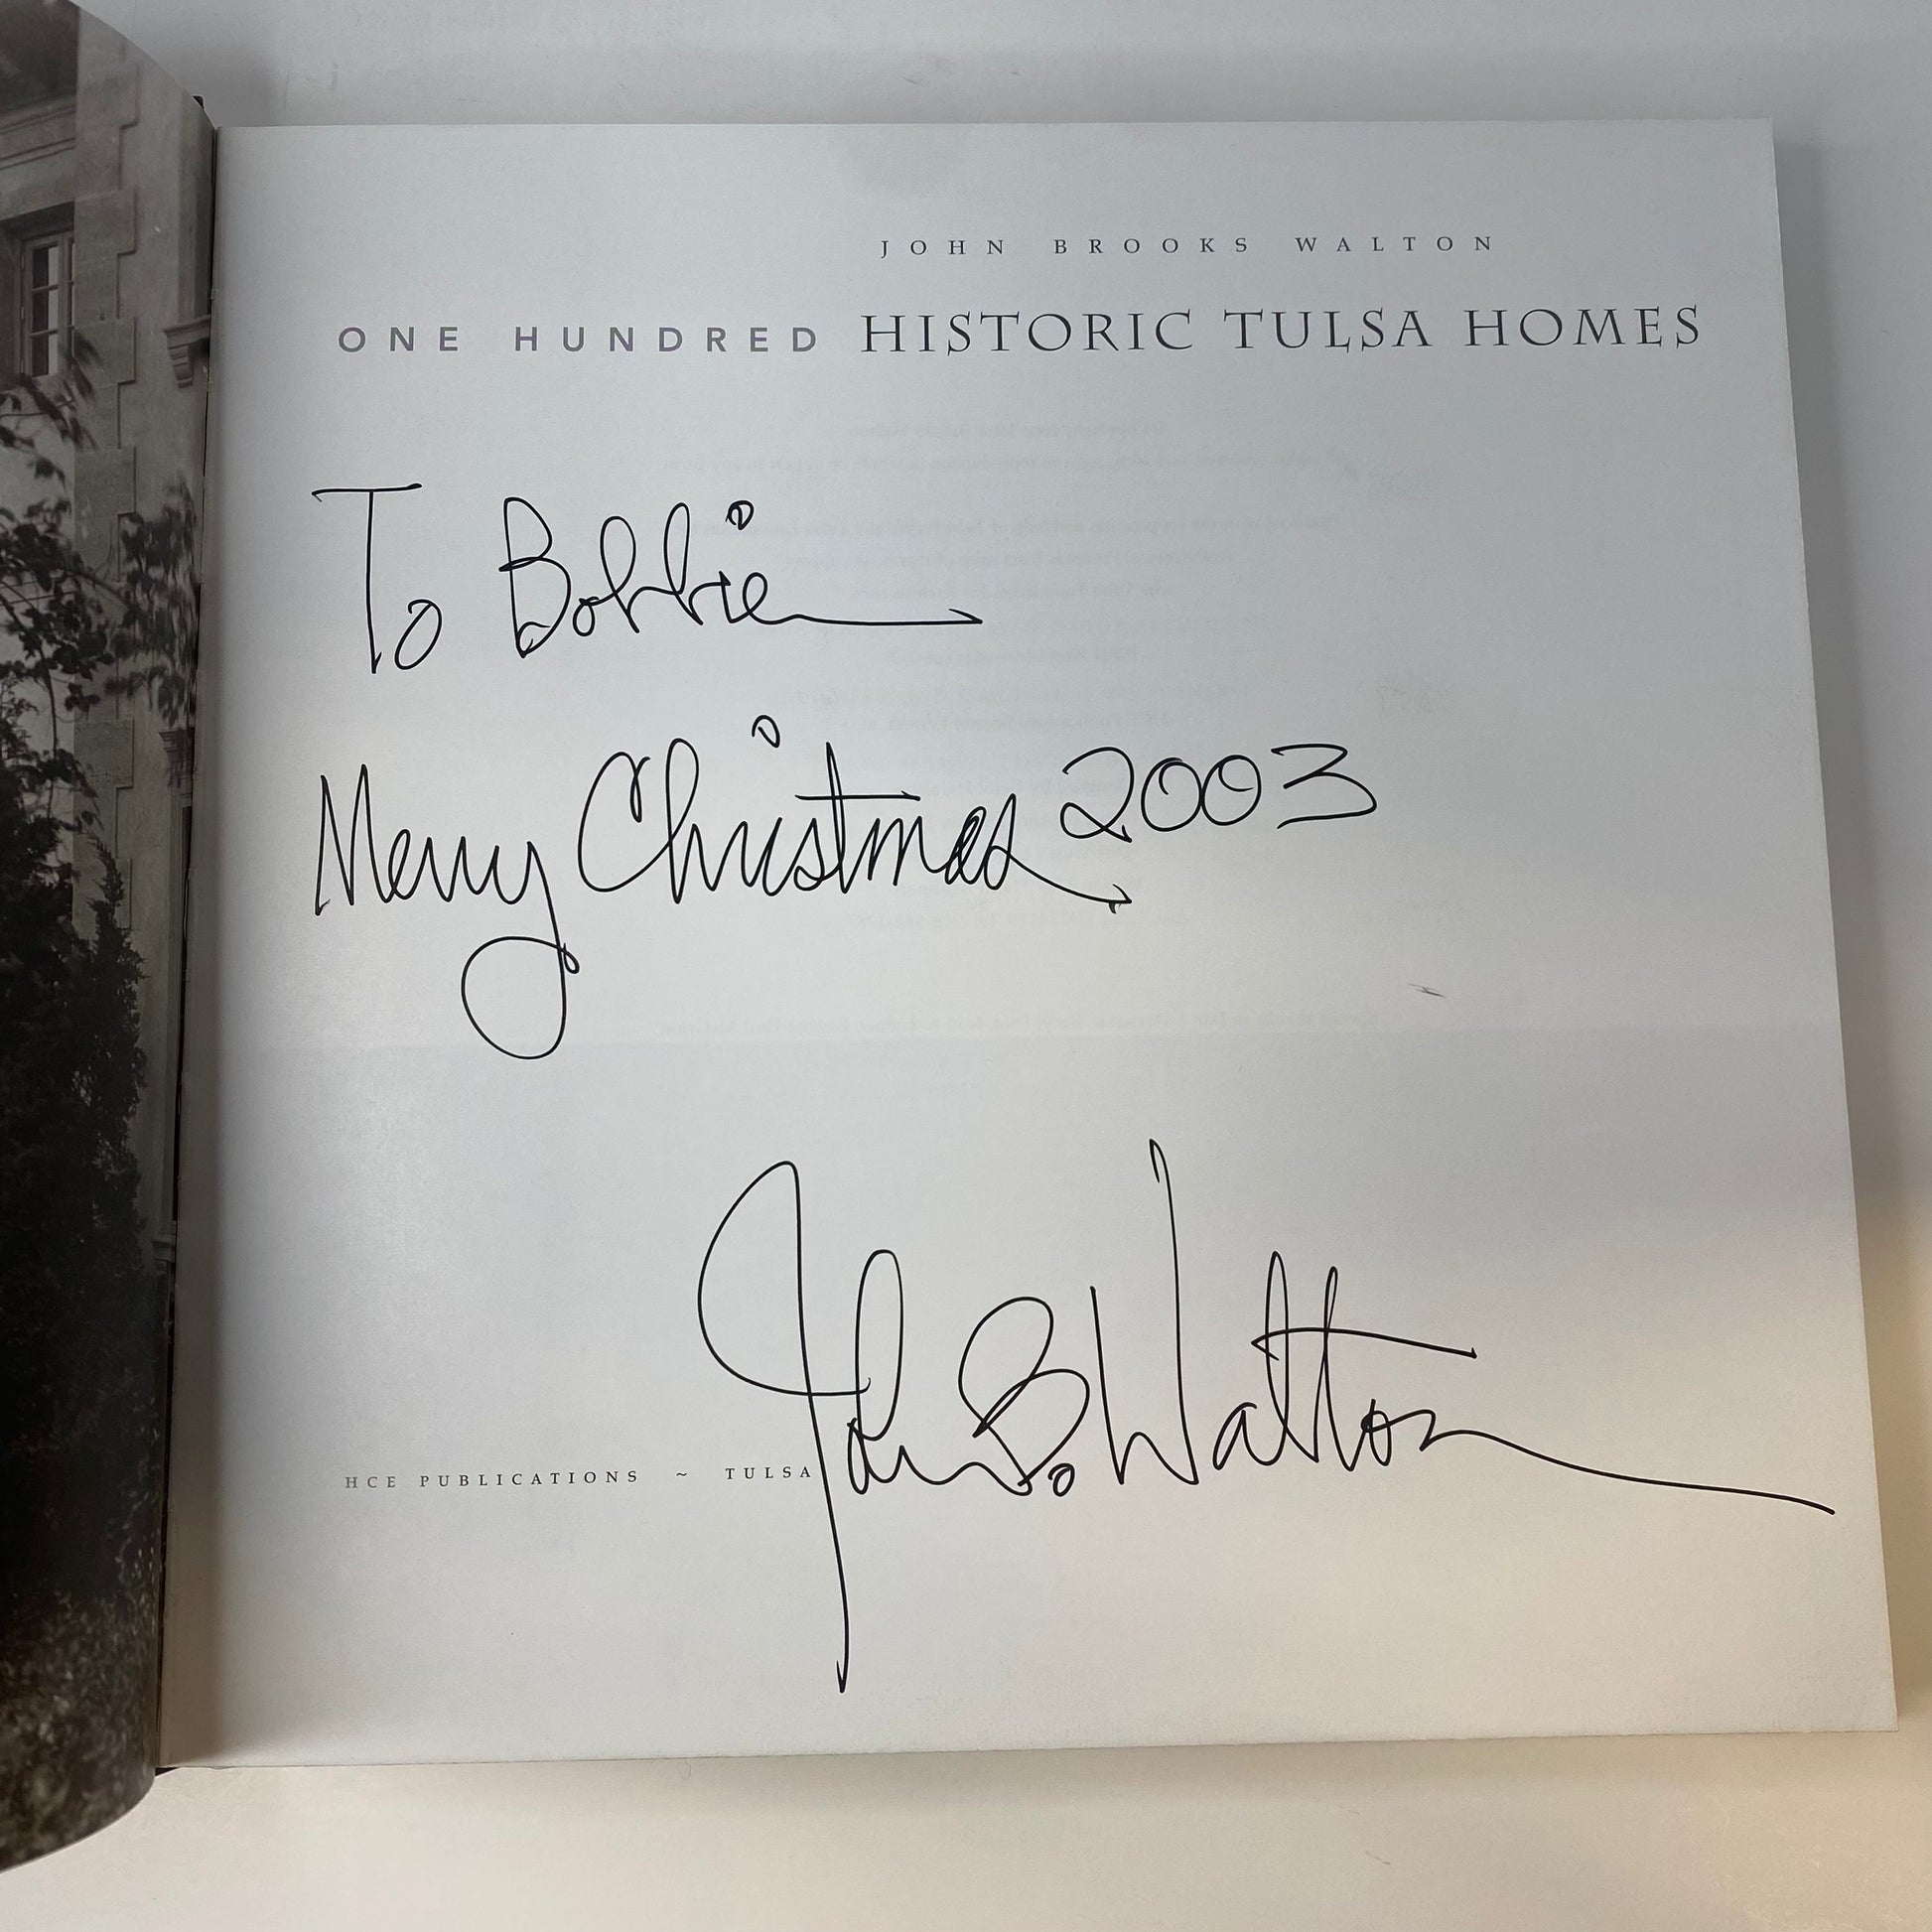 JOHN BROOKS WALTON
ONE HUNDRED HISTORIC TULSA HOMES
To Bobbie
Merry Christmas 2003
John B. Walton
HCE PUBLICATIONS ~ TULSA